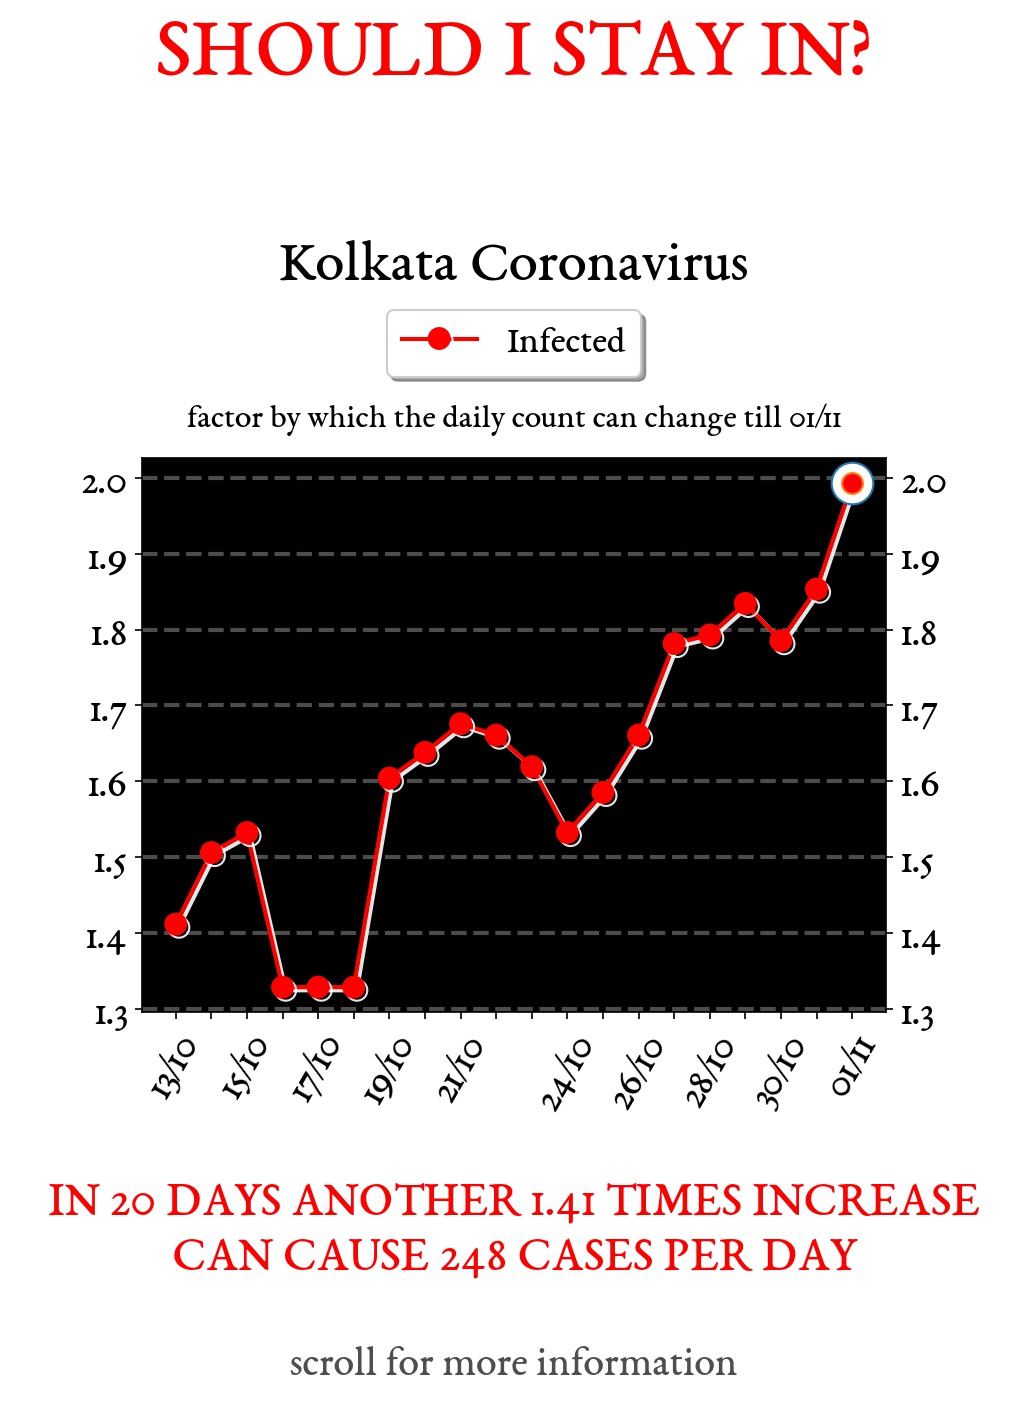 SHOULD I STAY IN?
Kolkata Coronavirus
Infected
factor by which the daily count can change till 01/11
2.0 2.0
1.9 1.9
1.8 1.8
1.7 1.7
1.6 1.6
1.5 1.5
1.4 1.4
1.3 1.3
13/10 15/10 17/10 19/10 21/10 24/10 26/10 28/10 30/10 01/11
IN 20 DAYS ANOTHER 1.41 TIMES INCREASE
CAN CAUSE 248 CASES PER DAY
scroll for more information